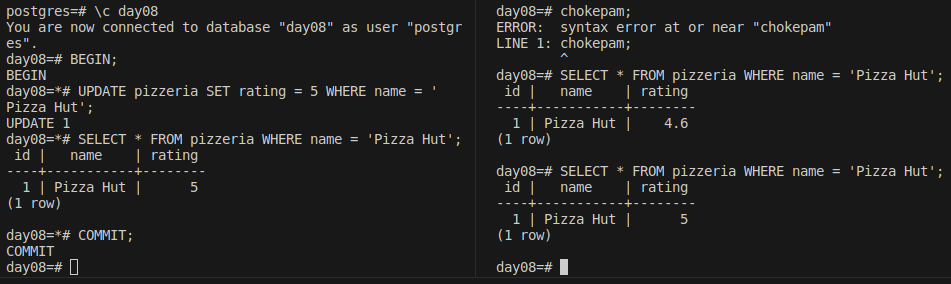 postgres=# \c day08
You are now connected to database "day08" as user "postgr
es".
day08=# BEGIN;
BEGIN
day08=*# UPDATE pizzeria SET rating = 5 WHERE name = '
Pizza Hut';
UPDATE 1
day08=*# SELECT * FROM pizzeria WHERE name = 'Pizza Hut';
 id |   name    | rating
----+-----------+--------
  1 | Pizza Hut |      5
(1 row)

day08=*# COMMIT;
COMMIT
day08=#
day08=# chokepam;
ERROR:  syntax error at or near "chokepam"
LINE 1: chokepam;
        ^
day08=# SELECT * FROM pizzeria WHERE name = 'Pizza Hut';
 id |   name    | rating
----+-----------+--------
  1 | Pizza Hut |    4.6
(1 row)

day08=# SELECT * FROM pizzeria WHERE name = 'Pizza Hut';
 id |   name    | rating
----+-----------+--------
  1 | Pizza Hut |      5
(1 row)

day08=#